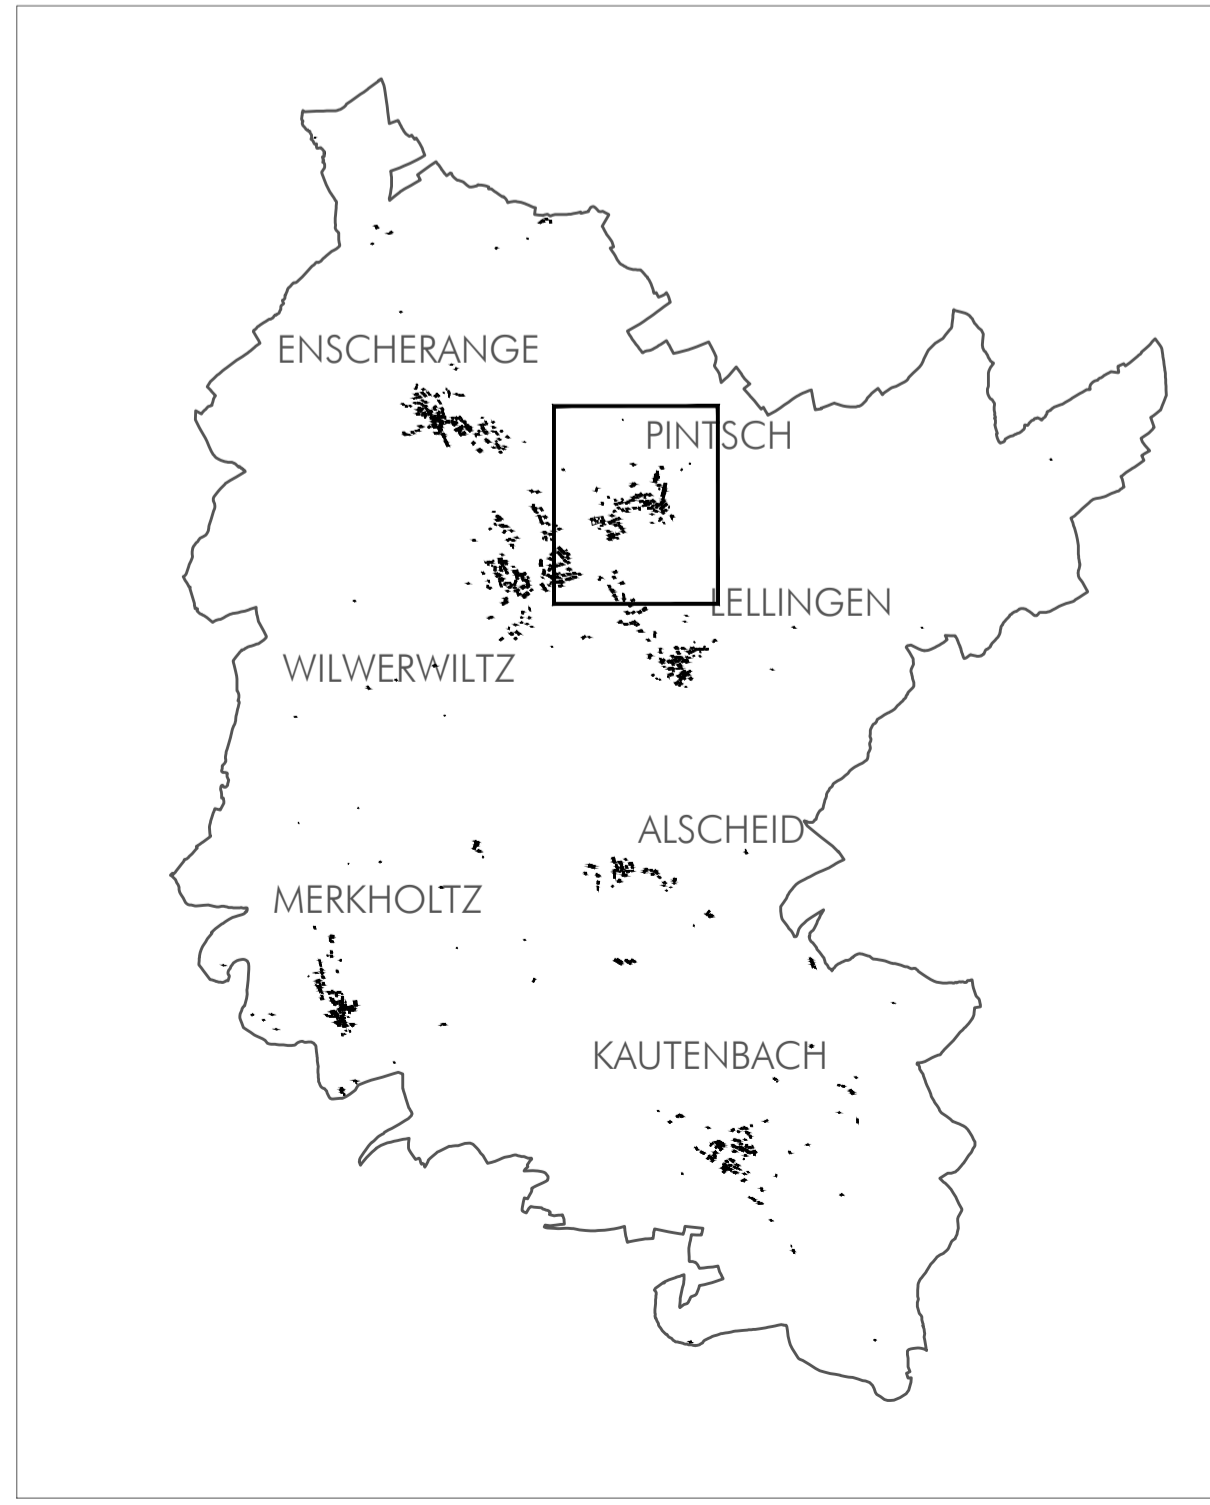 ENSCHERANGE
PINTSCH
LELLINGEN
WILWERWILTZ
ALSCHEID
MERKHOLTZ
KAUTENBACH